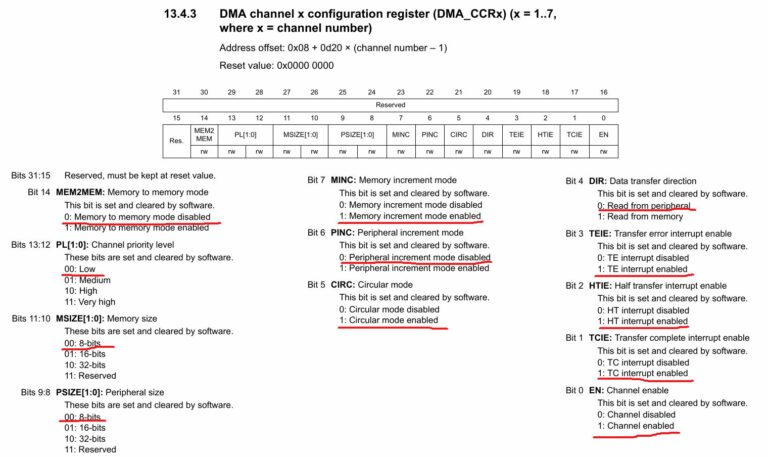 13.4.3 DMA channel x configuration register (DMA_CCRx) (x = 1..7,
where x = channel number)
Address offset: 0x08 + 0d20 × (channel number – 1)
Reset value: 0x0000 0000
31 30 29 28 27 26 25 24 23 22 21 20 19 18 17 16
Reserved
15 14 13 12 11 10 9 8 7 6 5 4 3 2 1 0
Res. MEM2 MEM PL[1:0] MSIZE[1:0] PSIZE[1:0] MINC PINC CIRC DIR TEIE HTIE TCIE EN
rw rw rw rw rw rw rw rw rw rw rw rw rw rw rw
Bits 31:15 Reserved, must be kept at reset value.
Bit 14 MEM2MEM: Memory to memory mode
This bit is set and cleared by software.
0: Memory to memory mode disabled
1: Memory to memory mode enabled
Bits 13:12 PL[1:0]: Channel priority level
These bits are set and cleared by software.
00: Low
01: Medium
10: High
11: Very high
Bits 11:10 MSIZE[1:0]: Memory size
These bits are set and cleared by software.
00: 8-bits
01: 16-bits
10: 32-bits
11: Reserved
Bits 9:8 PSIZE[1:0]: Peripheral size
These bits are set and cleared by software.
00: 8-bits
01: 16-bits
10: 32-bits
11: Reserved
Bit 7 MINC: Memory increment mode
This bit is set and cleared by software.
0: Memory increment mode disabled
1: Memory increment mode enabled
Bit 6 PINC: Peripheral increment mode
This bit is set and cleared by software.
0: Peripheral increment mode disabled
1: Peripheral increment mode enabled
Bit 5 CIRC: Circular mode
This bit is set and cleared by software.
0: Circular mode disabled
1: Circular mode enabled
Bit 4 DIR: Data transfer direction
This bit is set and cleared by software.
0: Read from peripheral
1: Read from memory
Bit 3 TEIE: Transfer error interrupt enable
This bit is set and cleared by software.
0: TE interrupt disabled
1: TE interrupt enabled
Bit 2 HTIE: Half transfer interrupt enable
This bit is set and cleared by software.
0: HT interrupt disabled
1: HT interrupt enabled
Bit 1 TCIE: Transfer complete interrupt enable
This bit is set and cleared by software.
0: TC interrupt disabled
1: TC interrupt enabled
Bit 0 EN: Channel enable
This bit is set and cleared by software.
0: Channel disabled
1: Channel enabled